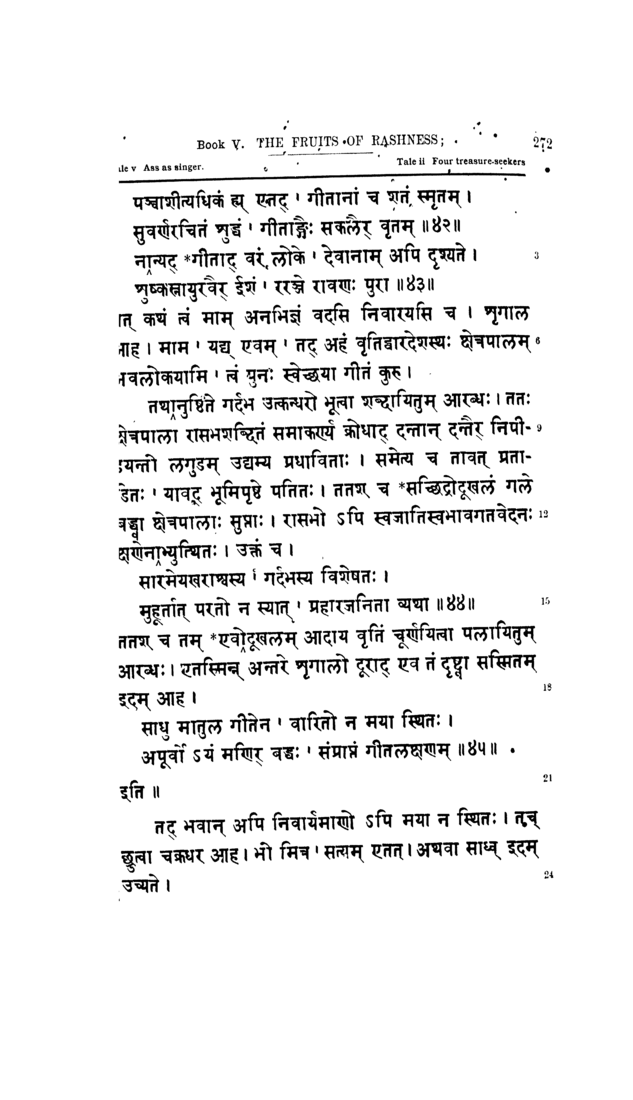 Book V. THE FRUITS OF RASHNESS; 272
ale v Ass as singer. Tale ii Four treasure-seekers
पञ्चाशीत्यधिकं ह्य् एतद् ' गीतानां च शतं स्मृतम् ।
सुवर्णरचितं शुद्धं ' गीताङ्गैः सकलैर् वृतम् ॥४२॥
नान्यद् *गीताद् वरं लोके ' देवानाम् अपि दृश्यते । 3
शुष्कस्नायुरवैर् ईशं ' ररञ्जे रावणः पुरा ॥४३॥
त् कथं त्वं माम् अनभिज्ञं वदसि निवारयसि च । शृगाल
आह । माम ' यद्य् एवम् ' तद् अहं वृतिद्वारदेशस्थः क्षेत्रपालम् 6
अवलोकयामि ' त्वं पुनः स्वेच्छया गीतं कुरु ।
तथानुष्ठिते गर्दभ उत्कन्धरो भूत्वा शब्दायितुम् आरब्धः । ततः
क्षेत्रपाला रासभशब्दितं समाकर्ण्य क्रोधाद् दन्तान् दन्तैर् निपी- 9
डयन्तो लगुडम् उद्यम्य प्रधाविताः । समेत्य च तावत् प्रता-
डितः ' यावद् भूमिपृष्ठे पतितः । ततश् च *सच्छिद्रोदूखलं गले
बद्ध्वा क्षेत्रपालाः सुप्ताः । रासभो ऽपि स्वजातिस्वभावगतवेदनः 12
क्षणेनाभ्युत्थितः । उक्तं च ।
सारमेयखराश्वस्य ' गर्दभस्य विशेषतः ।
मुहूर्तात् परतो न स्यात् ' प्रहारजनिता व्यथा ॥४४॥ 15
ततश् च तम् *एवोदूखलम् आदाय वृतिं चूर्णयित्वा पलायितुम्
आरब्धः । एतस्मिन्न् अन्तरे शृगालो दूराद् एव तं दृष्ट्वा सस्मितम्
इदम् आह । 18
साधु मातुल गीतेन ' वारितो न मया स्थितः ।
अपूर्वो ऽयं मणिर् बद्धः ' संप्राप्तं गीतलक्षणम् ॥४५॥
इति ॥ 21
तद् भवान् अपि निवार्यमाणो ऽपि मया न स्थितः । तच्
छ्रुत्वा चक्रधर आह । भो मित्र ' सत्यम् एतत् । अथवा साध्व् इदम्
उच्यते । 24